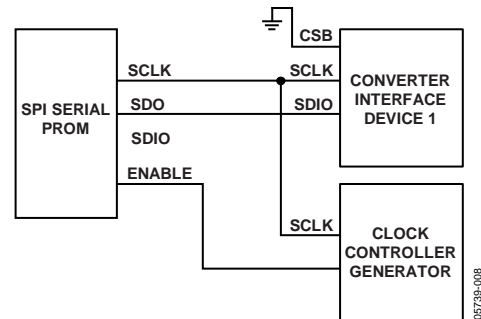 CSB
SCLK
SCLK
CONVERTER
INTERFACE
DEVICE 1
SPI SERIAL
PROM
SDO
SDIO
SDIO
ENABLE
SCLK
CLOCK
CONTROLLER
GENERATOR
05739-008